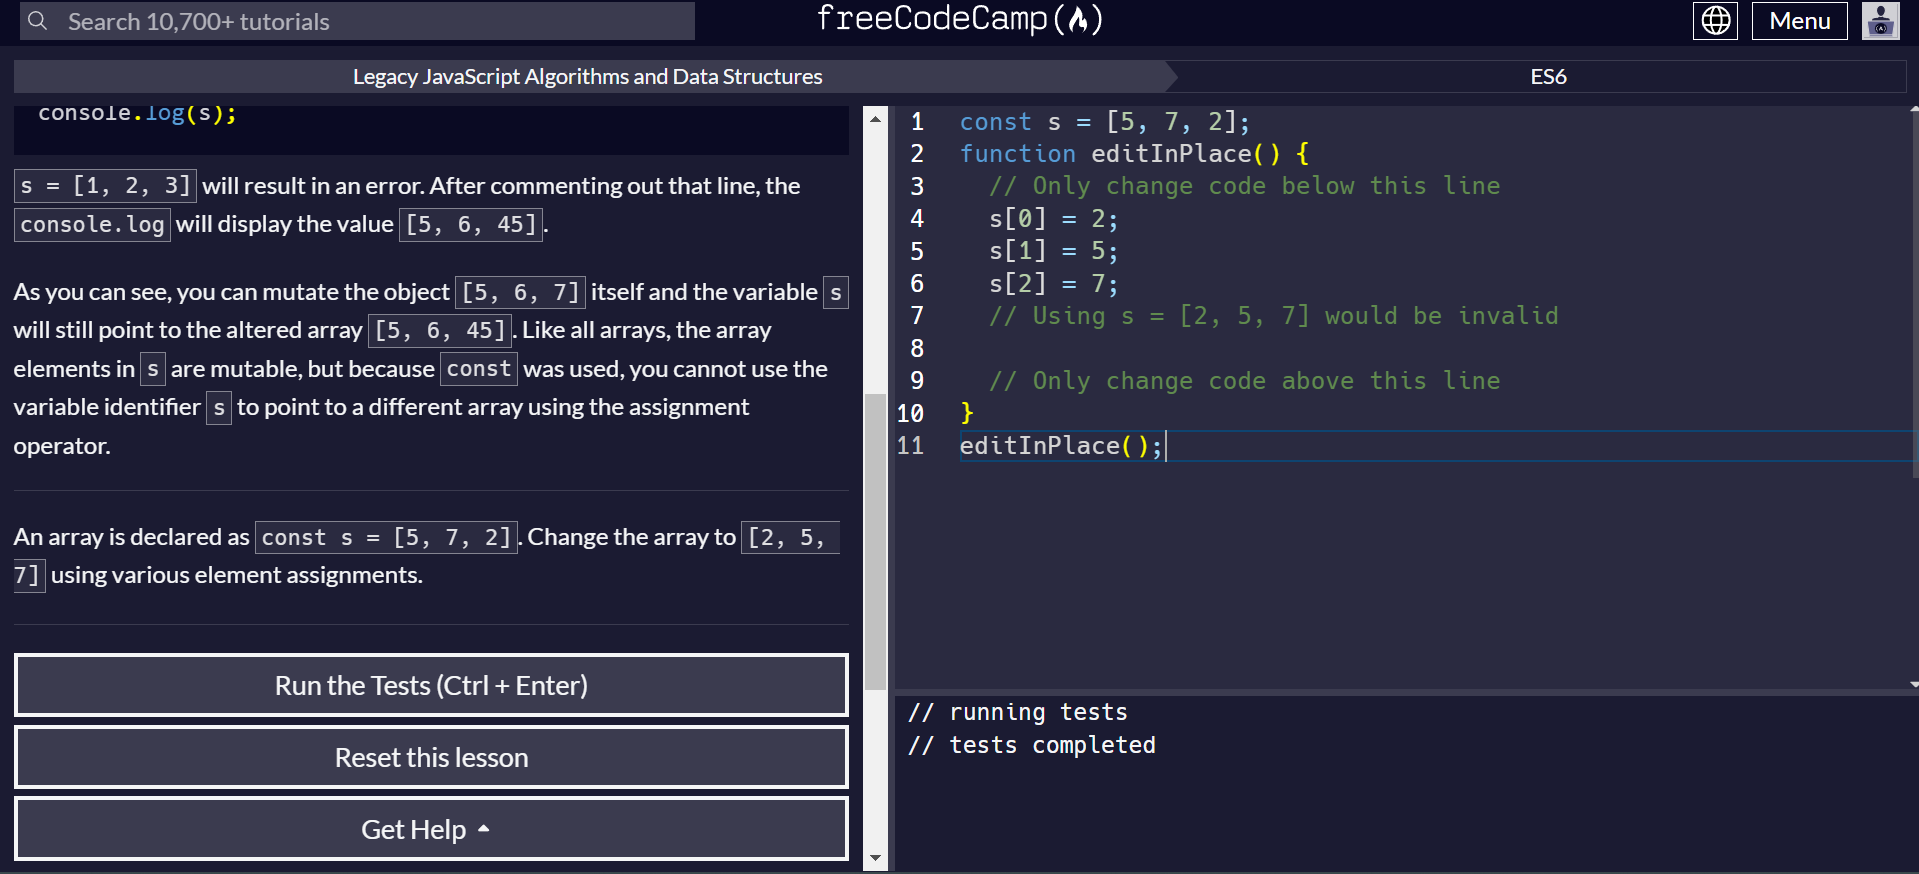 Search 10,700+ tutorials
freeCodeCamp(🔥)
Menu
Legacy JavaScript Algorithms and Data Structures
ES6
console.log(s);
s = [1, 2, 3] will result in an error. After commenting out that line, the
console.log will display the value [5, 6, 45].
As you can see, you can mutate the object [5, 6, 7] itself and the variable s
will still point to the altered array [5, 6, 45]. Like all arrays, the array
elements in s are mutable, but because const was used, you cannot use the
variable identifier s to point to a different array using the assignment
operator.
An array is declared as const s = [5, 7, 2]. Change the array to [2, 5,
7] using various element assignments.
Run the Tests (Ctrl + Enter)
Reset this lesson
Get Help
1 const s = [5, 7, 2];
2 function editInPlace() {
3 // Only change code below this line
4 s[0] = 2;
5 s[1] = 5;
6 s[2] = 7;
7 // Using s = [2, 5, 7] would be invalid
8
9 // Only change code above this line
10 }
11 editInPlace();
// running tests
// tests completed